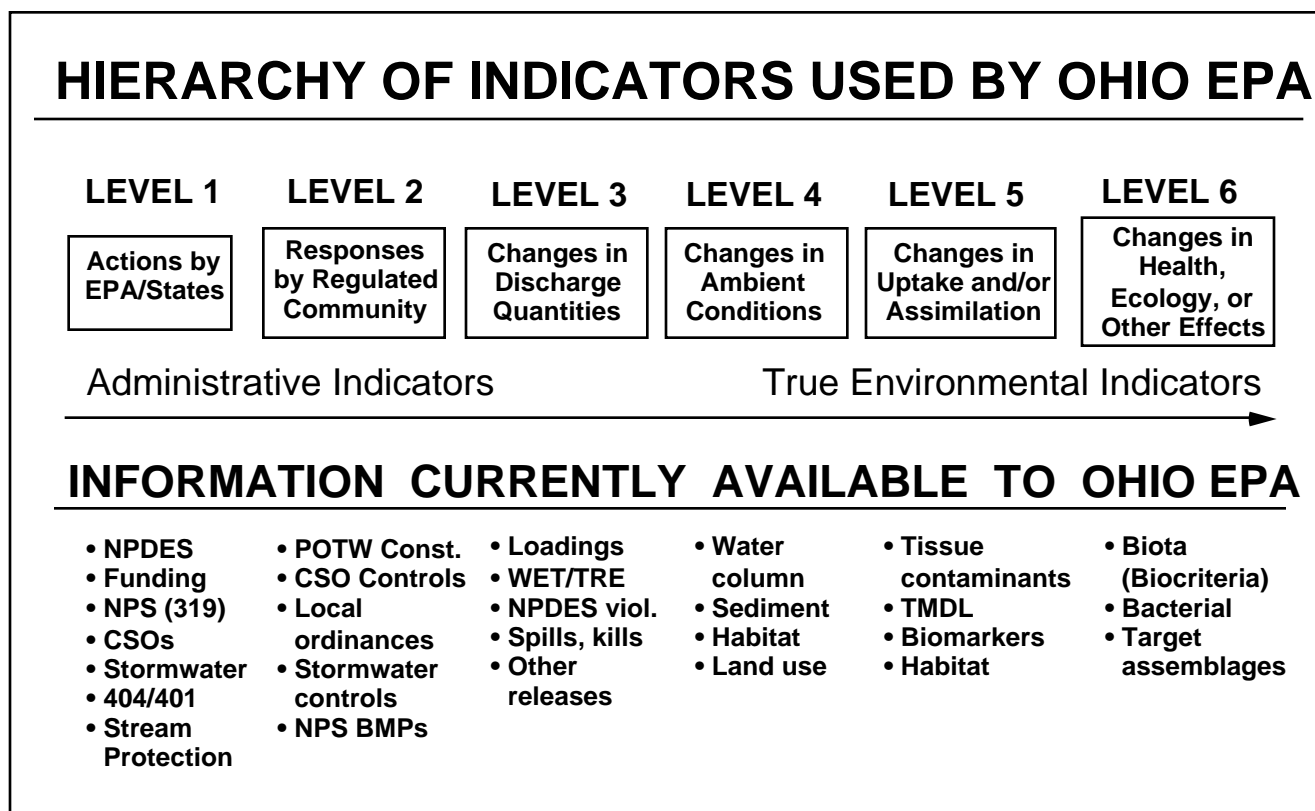 HIERARCHY OF INDICATORS USED BY OHIO EPA
LEVEL 1
Actions by
EPA/States
LEVEL 2
Responses
by Regulated
Community
LEVEL 3
Changes in
Discharge
Quantities
LEVEL 4
Changes in
Ambient
Conditions
LEVEL 5
Changes in
Uptake and/or
Assimilation
LEVEL 6
Changes in
Health,
Ecology, or
Other Effects
Administrative Indicators
True Environmental Indicators
INFORMATION CURRENTLY AVAILABLE TO OHIO EPA
• NPDES
• Funding
• NPS (319)
• CSOs
• Stormwater
• 404/401
• Stream
Protection
• POTW Const.
• CSO Controls
• Local
ordinances
• Stormwater
controls
• NPS BMPs
• Loadings
• WET/TRE
• NPDES viol.
• Spills, kills
• Other
releases
• Water
column
• Sediment
• Habitat
• Land use
• Tissue
contaminants
• TMDL
• Biomarkers
• Habitat
• Biota
(Biocriteria)
• Bacterial
• Target
assemblages